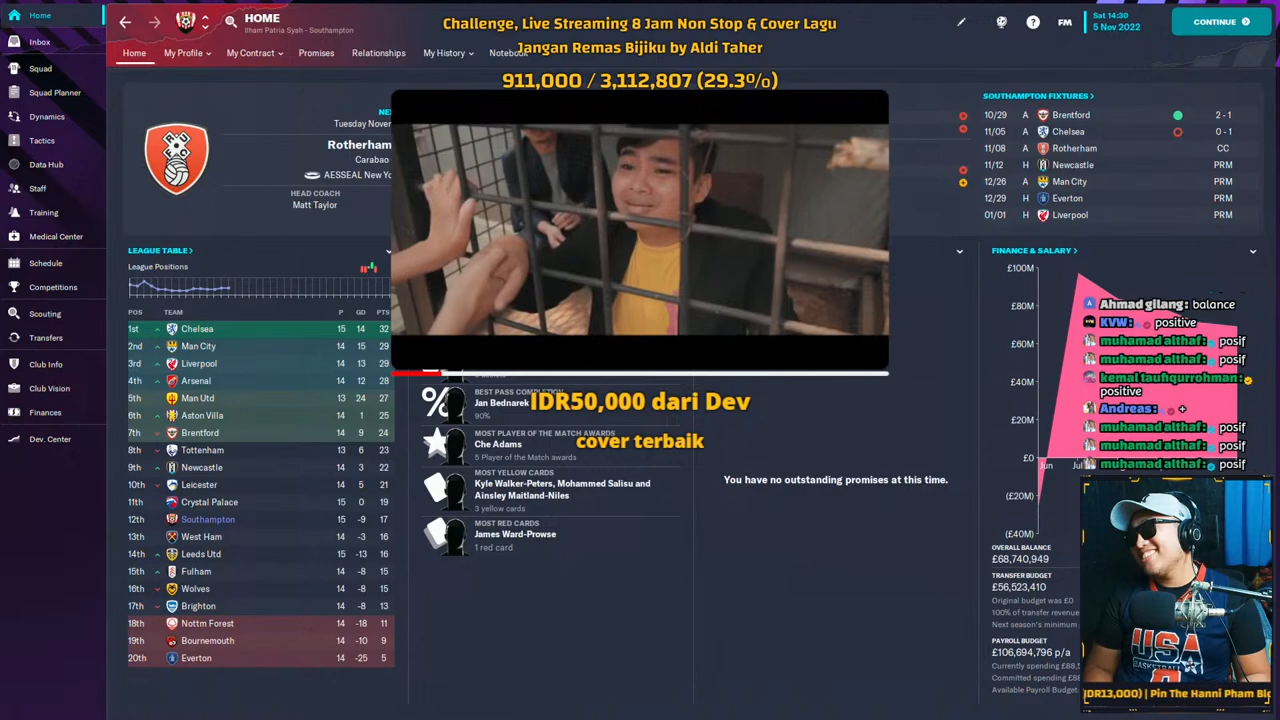 Home
Inbox
Squad
Squad Planner
Dynamics
Tactics
Data Hub
Staff
Training
Medical Center
Schedule
Competitions
Scouting
Transfers
Club Info
Club Vision
Finances
Dev. Center
HOME
Ilham Patria Syah - Southampton
Home
My Profile
My Contract
Promises
Relationships
My History
Challenge, Live Streaming 8 Jam Non Stop & Cover Lagu
Jangan Remas Bijiku by Aldi Taher
911,000 / 3,112,807 (29.3%)
FM
Sat 14:30
5 Nov 2022
CONTINUE
Rotherham
HEAD COACH
Matt Taylor
SOUTHAMPTON FIXTURES
10/29 A Brentford 2 - 1
11/05 A Chelsea 0 - 1
11/08 A Rotherham CC
11/12 H Newcastle PRM
12/26 A Man City PRM
12/29 H Everton PRM
01/01 H Liverpool PRM
LEAGUE TABLE
League Positions
POS TEAM P GD PTS
1st Chelsea 15 14 32
2nd Man City 14 15 29
3rd Liverpool 14 13 29
4th Arsenal 14 12 28
5th Man Utd 13 24 27
6th Aston Villa 14 1 25
7th Brentford 14 9 24
8th Tottenham 13 6 23
9th Newcastle 14 3 22
10th Leicester 14 5 21
11th Crystal Palace 15 0 19
12th Southampton 15 -9 17
13th West Ham 14 -3 16
14th Leeds Utd 15 -13 16
15th Fulham 14 -8 15
16th Wolves 14 -8 15
17th Brighton 14 -8 13
18th Nottm Forest 14 -18 11
19th Bournemouth 14 -10 9
20th Everton 14 -25 5
BEST PASS COMPLETION
Jan Bednarek
90%
IDR50,000 dari Dev
cover terbaik
MOST PLAYER OF THE MATCH AWARDS
Che Adams
5 Player of the Match awards
MOST YELLOW CARDS
Kyle Walker-Peters, Mohammed Salisu and
Ainsley Maitland-Niles
3 yellow cards
MOST RED CARDS
James Ward-Prowse
1 red card
You have no outstanding promises at this time.
FINANCE & SALARY
£100M
£80M
£60M
£40M
£20M
£0
(£20M)
(£40M)
Jun
Ahmad gilang: balance
KVW: positive
muhamad althaf: posif
muhamad althaf: posif
kemal taufiqurrohman:
positive
Andreas: +
muhamad althaf: posif
muhamad althaf: posif
muhamad althaf: posif
OVERALL BALANCE
£68,740,949
TRANSFER BUDGET
£56,523,410
Original budget was £0
100% of transfer
Next season's minimum
PAYROLL BUDGET
£106,694,796 p/a
Currently spending
Committed spending
Available Payroll Budget
USA
BASKETBALL
IDR13,000) | Pin The Hanni Pham